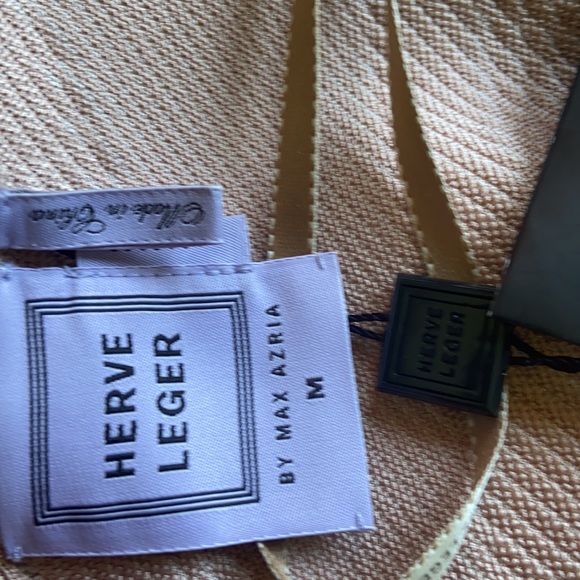 Made in China
HERVE
LEGER
BY MAX AZRIA
M
HERVE
LEGER